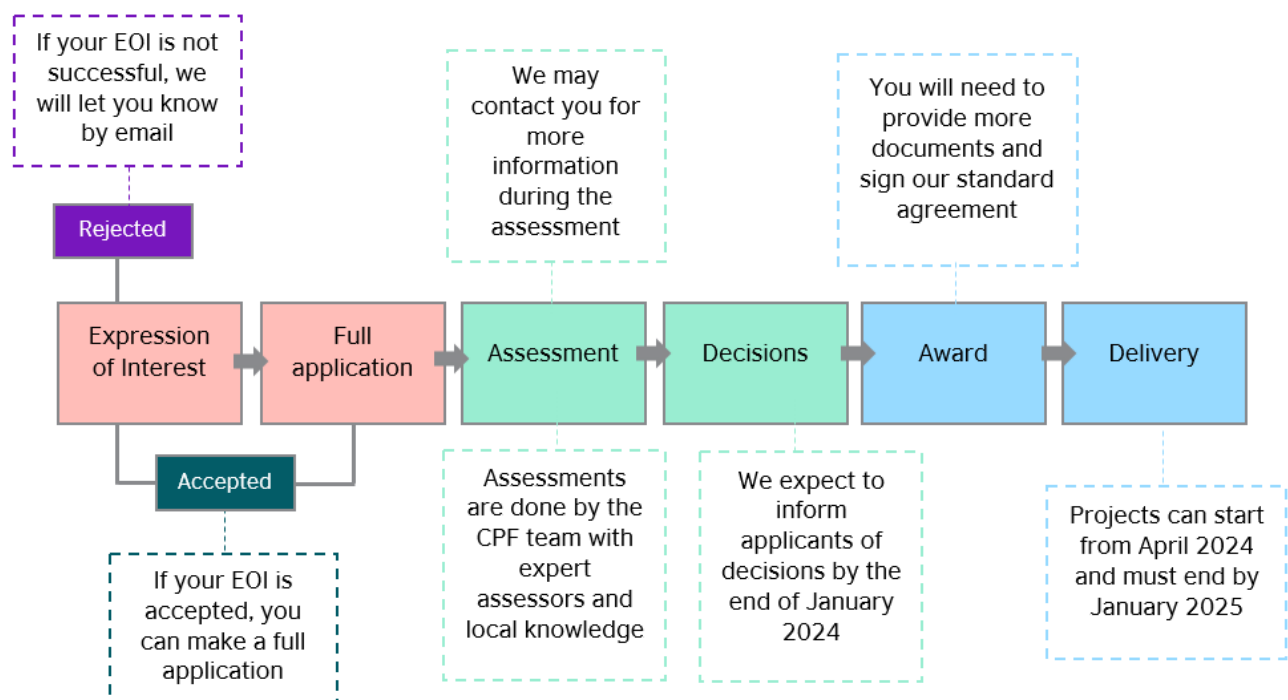 If your EOI is not
successful, we
will let you know
by email
Rejected
We may
contact you for
more
information
during the
assessment
You will need to
provide more
documents and
sign our standard
agreement
Expression
of Interest
Full
application
Assessment
Decisions
Award
Delivery
Accepted
If your EOI is
accepted, you
can make a full
application
Assessments
are done by the
CPF team with
expert
assessors and
local knowledge
We expect to
inform
applicants of
decisions by the
end of January
2024
Projects can start
from April 2024
and must end by
January 2025